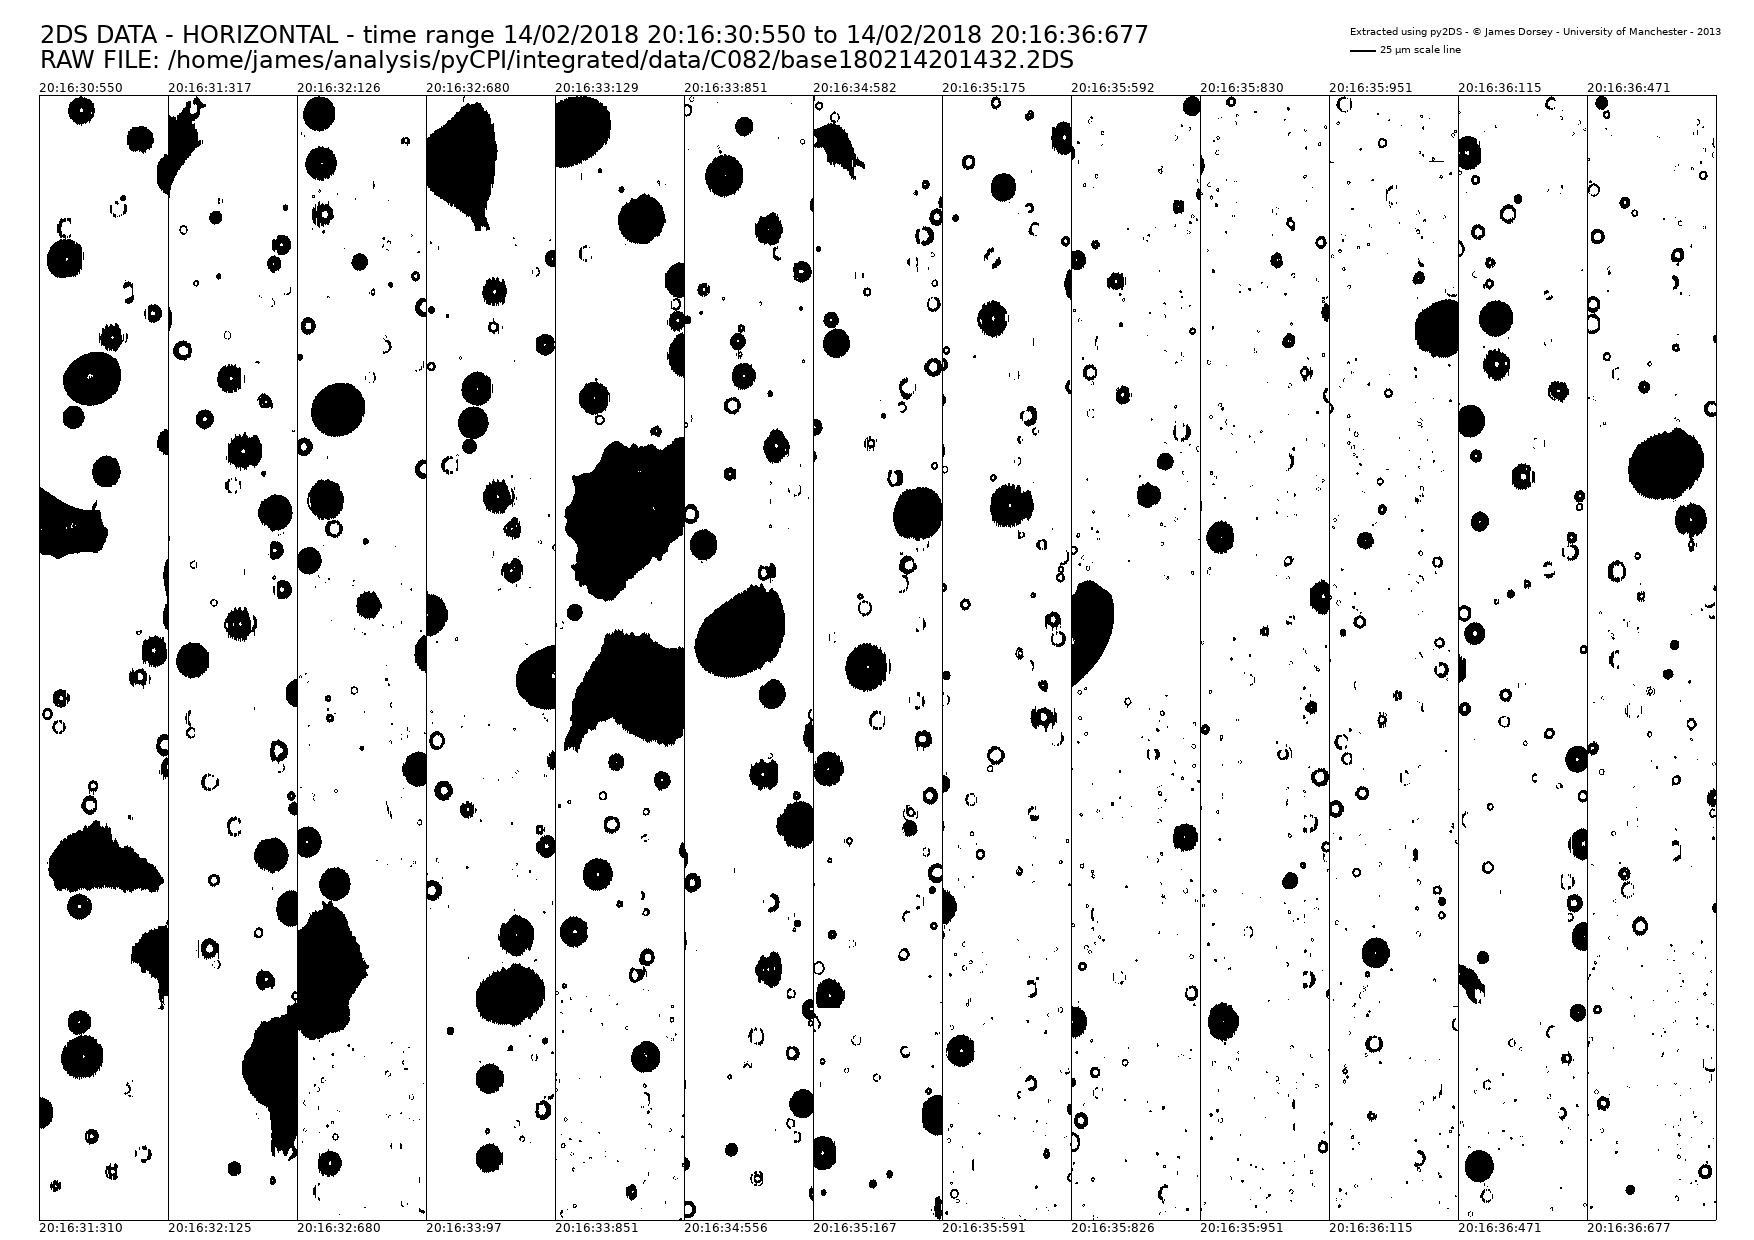 2DS DATA - HORIZONTAL - time range 14/02/2018 20:16:30:550 to 14/02/2018 20:16:36:677
RAW FILE: /home/james/analysis/pyCPI/integrated/data/C082/base180214201432.2DS
Extracted using py2DS - © James Dorsey - University of Manchester - 2013
25 µm scale line
20:16:30:550 20:16:31:317 20:16:32:126 20:16:32:680 20:16:33:129 20:16:33:851 20:16:34:582 20:16:35:175 20:16:35:592 20:16:35:830 20:16:35:951 20:16:36:115 20:16:36:471
20:16:31:310 20:16:32:125 20:16:32:680 20:16:33:97 20:16:33:851 20:16:34:556 20:16:35:167 20:16:35:591 20:16:35:826 20:16:35:951 20:16:36:115 20:16:36:471 20:16:36:677